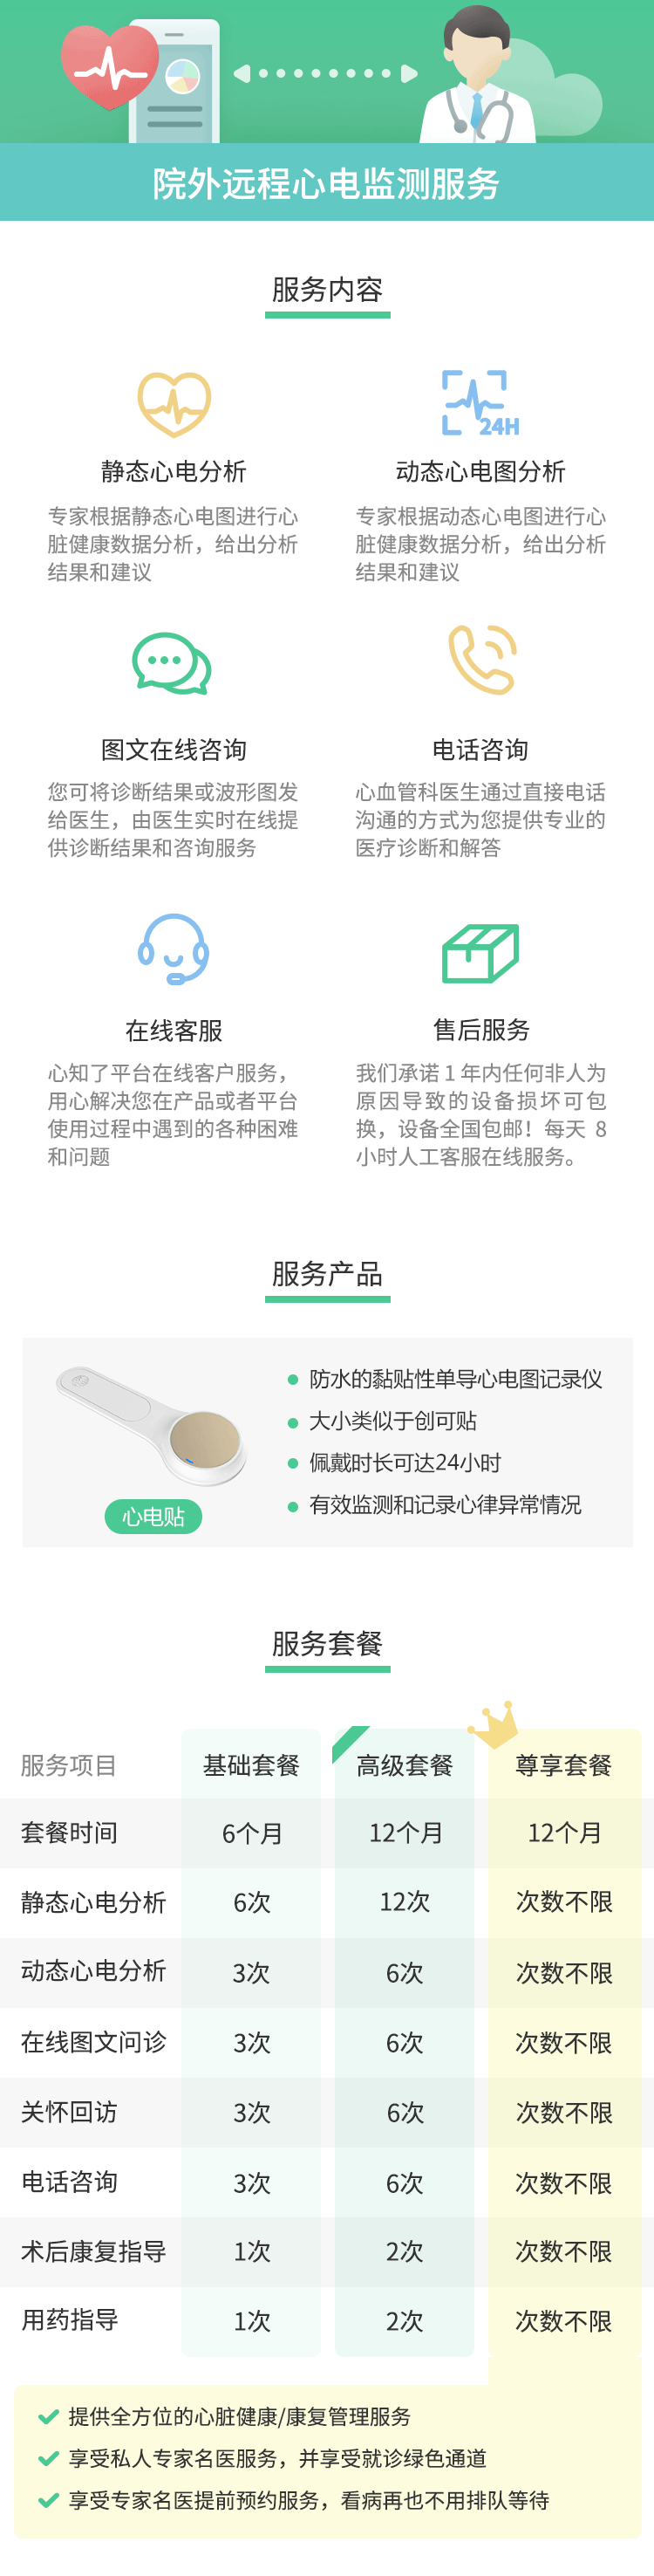 院外远程心电监测服务
服务内容
24H
静态心电分析
动态心电图分析
专家根据静态心电图进行心
脏健康数据分析，给出分析
结果和建议
专家根据动态心电图进行心
脏健康数据分析，给出分析
结果和建议
图文在线咨询
电话咨询
您可将诊断结果或波形图发
给医生，由医生实时在线提
供诊断结果和咨询服务
心血管科医生通过直接电话
沟通的方式为您提供专业的
医疗诊断和解答
在线客服
售后服务
心知了平台在线客户服务，
用心解决您在产品或者平台
使用过程中遇到的各种困难
和问题
我们承诺 1 年内任何非人为
原因导致的设备损坏可包
换，设备全国包邮！每天 8
小时人工客服在线服务。
服务产品
防水的黏贴性单导心电图记录仪
大小类似于创可贴
佩戴时长可达24小时
有效监测和记录心律异常情况
心电贴
服务套餐
服务项目 基础套餐 高级套餐 尊享套餐
套餐时间 6个月 12个月 12个月
静态心电分析 6次 12次 次数不限
动态心电分析 3次 6次 次数不限
在线图文问诊 3次 6次 次数不限
关怀回访 3次 6次 次数不限
电话咨询 3次 6次 次数不限
术后康复指导 1次 2次 次数不限
用药指导 1次 2次 次数不限
提供全方位的心脏健康/康复管理服务
享受私人专家名医服务，并享受就诊绿色通道
享受专家名医提前预约服务，看病再也不用排队等待